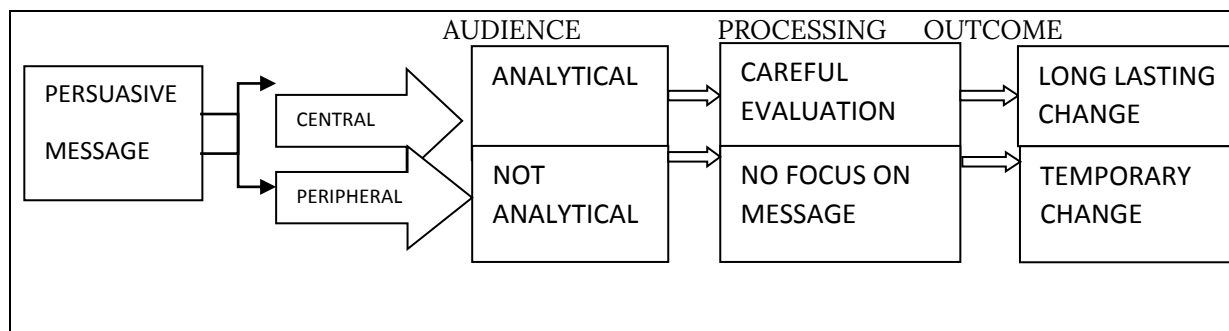 AUDIENCE PROCESSING OUTCOME
PERSUASIVE
MESSAGE
CENTRAL
PERIPHERAL
ANALYTICAL
NOT
ANALYTICAL
CAREFUL
EVALUATION
NO FOCUS ON
MESSAGE
LONG LASTING
CHANGE
TEMPORARY
CHANGE